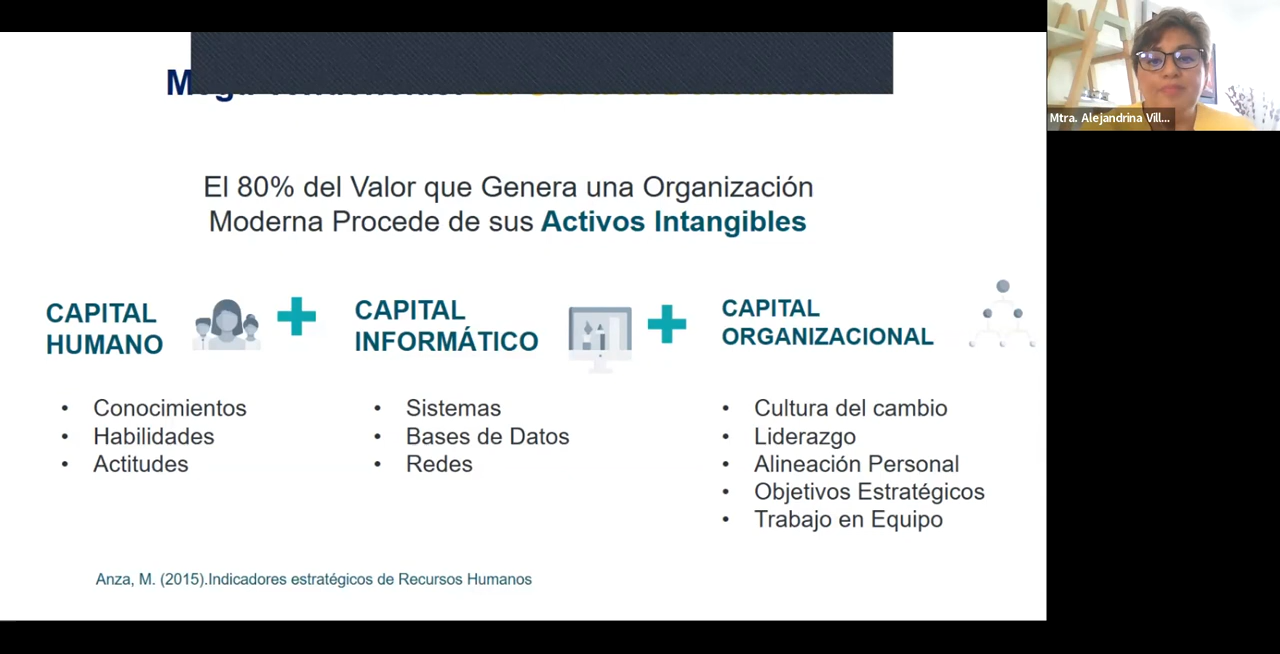 El 80% del Valor que Genera una Organización
Moderna Procede de sus Activos Intangibles
CAPITAL
HUMANO
Conocimientos
Habilidades
Actitudes
CAPITAL
INFORMÁTICO
Sistemas
Bases de Datos
Redes
CAPITAL
ORGANIZACIONAL
Cultura del cambio
Liderazgo
Alineación Personal
Objetivos Estratégicos
Trabajo en Equipo
Anza, M. (2015).Indicadores estratégicos de Recursos Humanos
Mtra. Alejandrina Vill...